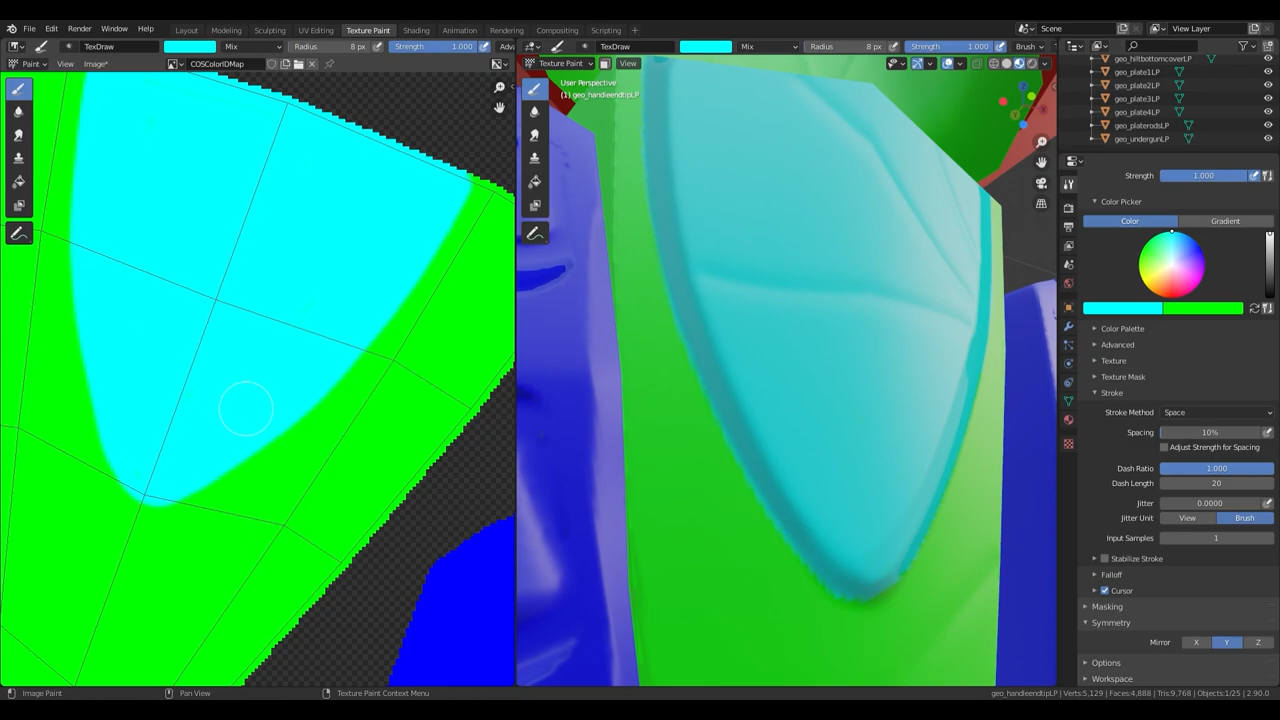 File Edit Render Window Help Layout Modeling Sculpting UV Editing Texture Paint Shading Animation Rendering Compositing Scripting + Scene View Layer
TexDraw Mix Radius 8 px Strength 1.000 Adva TexDraw Mix Radius 8 px Strength 1.000 Brush
Paint View Image* COSColorIDMap Texture Paint View
User Perspective
(1) geo_handleendtipLP
geo_hiltbottomcoverLP
geo_plate1LP
geo_plate2LP
geo_plate3LP
geo_plate4LP
geo_platerodsLP
geo_undergunLP
Strength 1.000
Color Picker
Color Gradient
Color Palette
Advanced
Texture
Texture Mask
Stroke
Stroke Method Space
Spacing 10%
Adjust Strength for Spacing
Dash Ratio 1.000
Dash Length 20
Jitter 0.0000
Jitter Unit View Brush
Input Samples 1
Stabilize Stroke
Falloff
Cursor
Masking
Symmetry
Mirror X Y Z
Options
Workspace
Image Paint Pan View Texture Paint Context Menu geo_handleendtipLP | Verts:5,129 | Faces:4,888 | Tris:9,768 | Objects:1/25 | 2.90.0